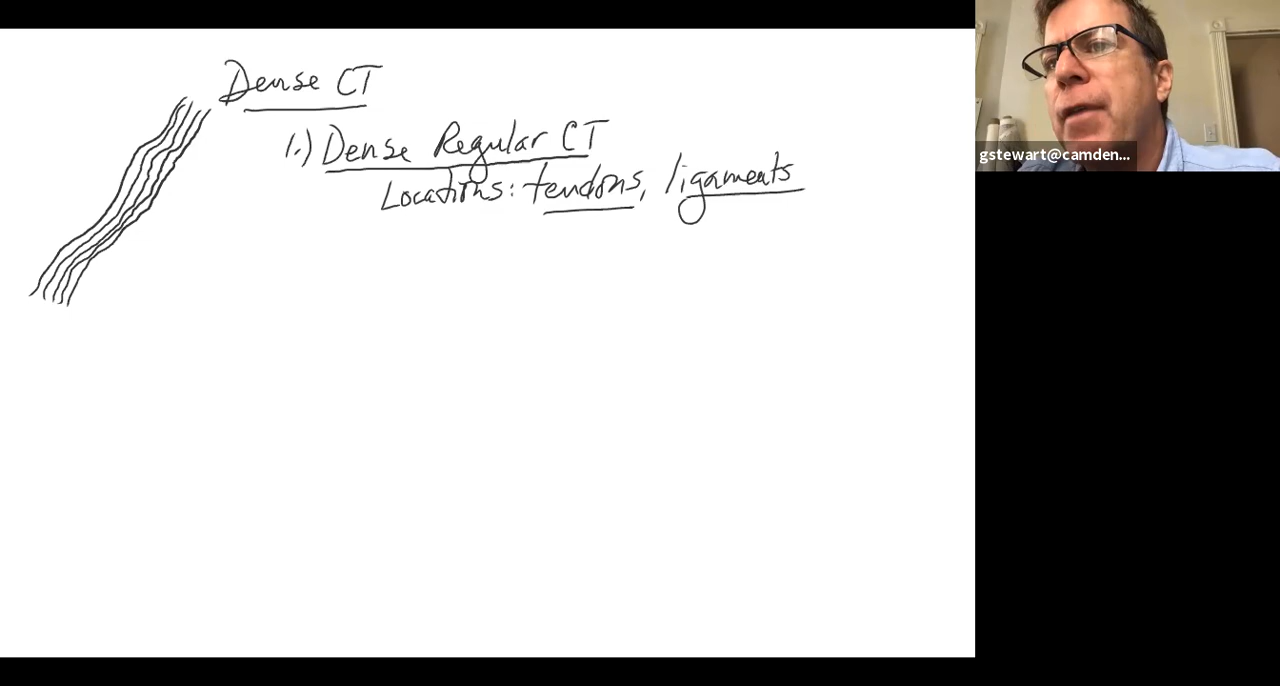 Dense CT
1.) Dense Regular CT
Locations: tendons, ligaments
gstewart@camden...